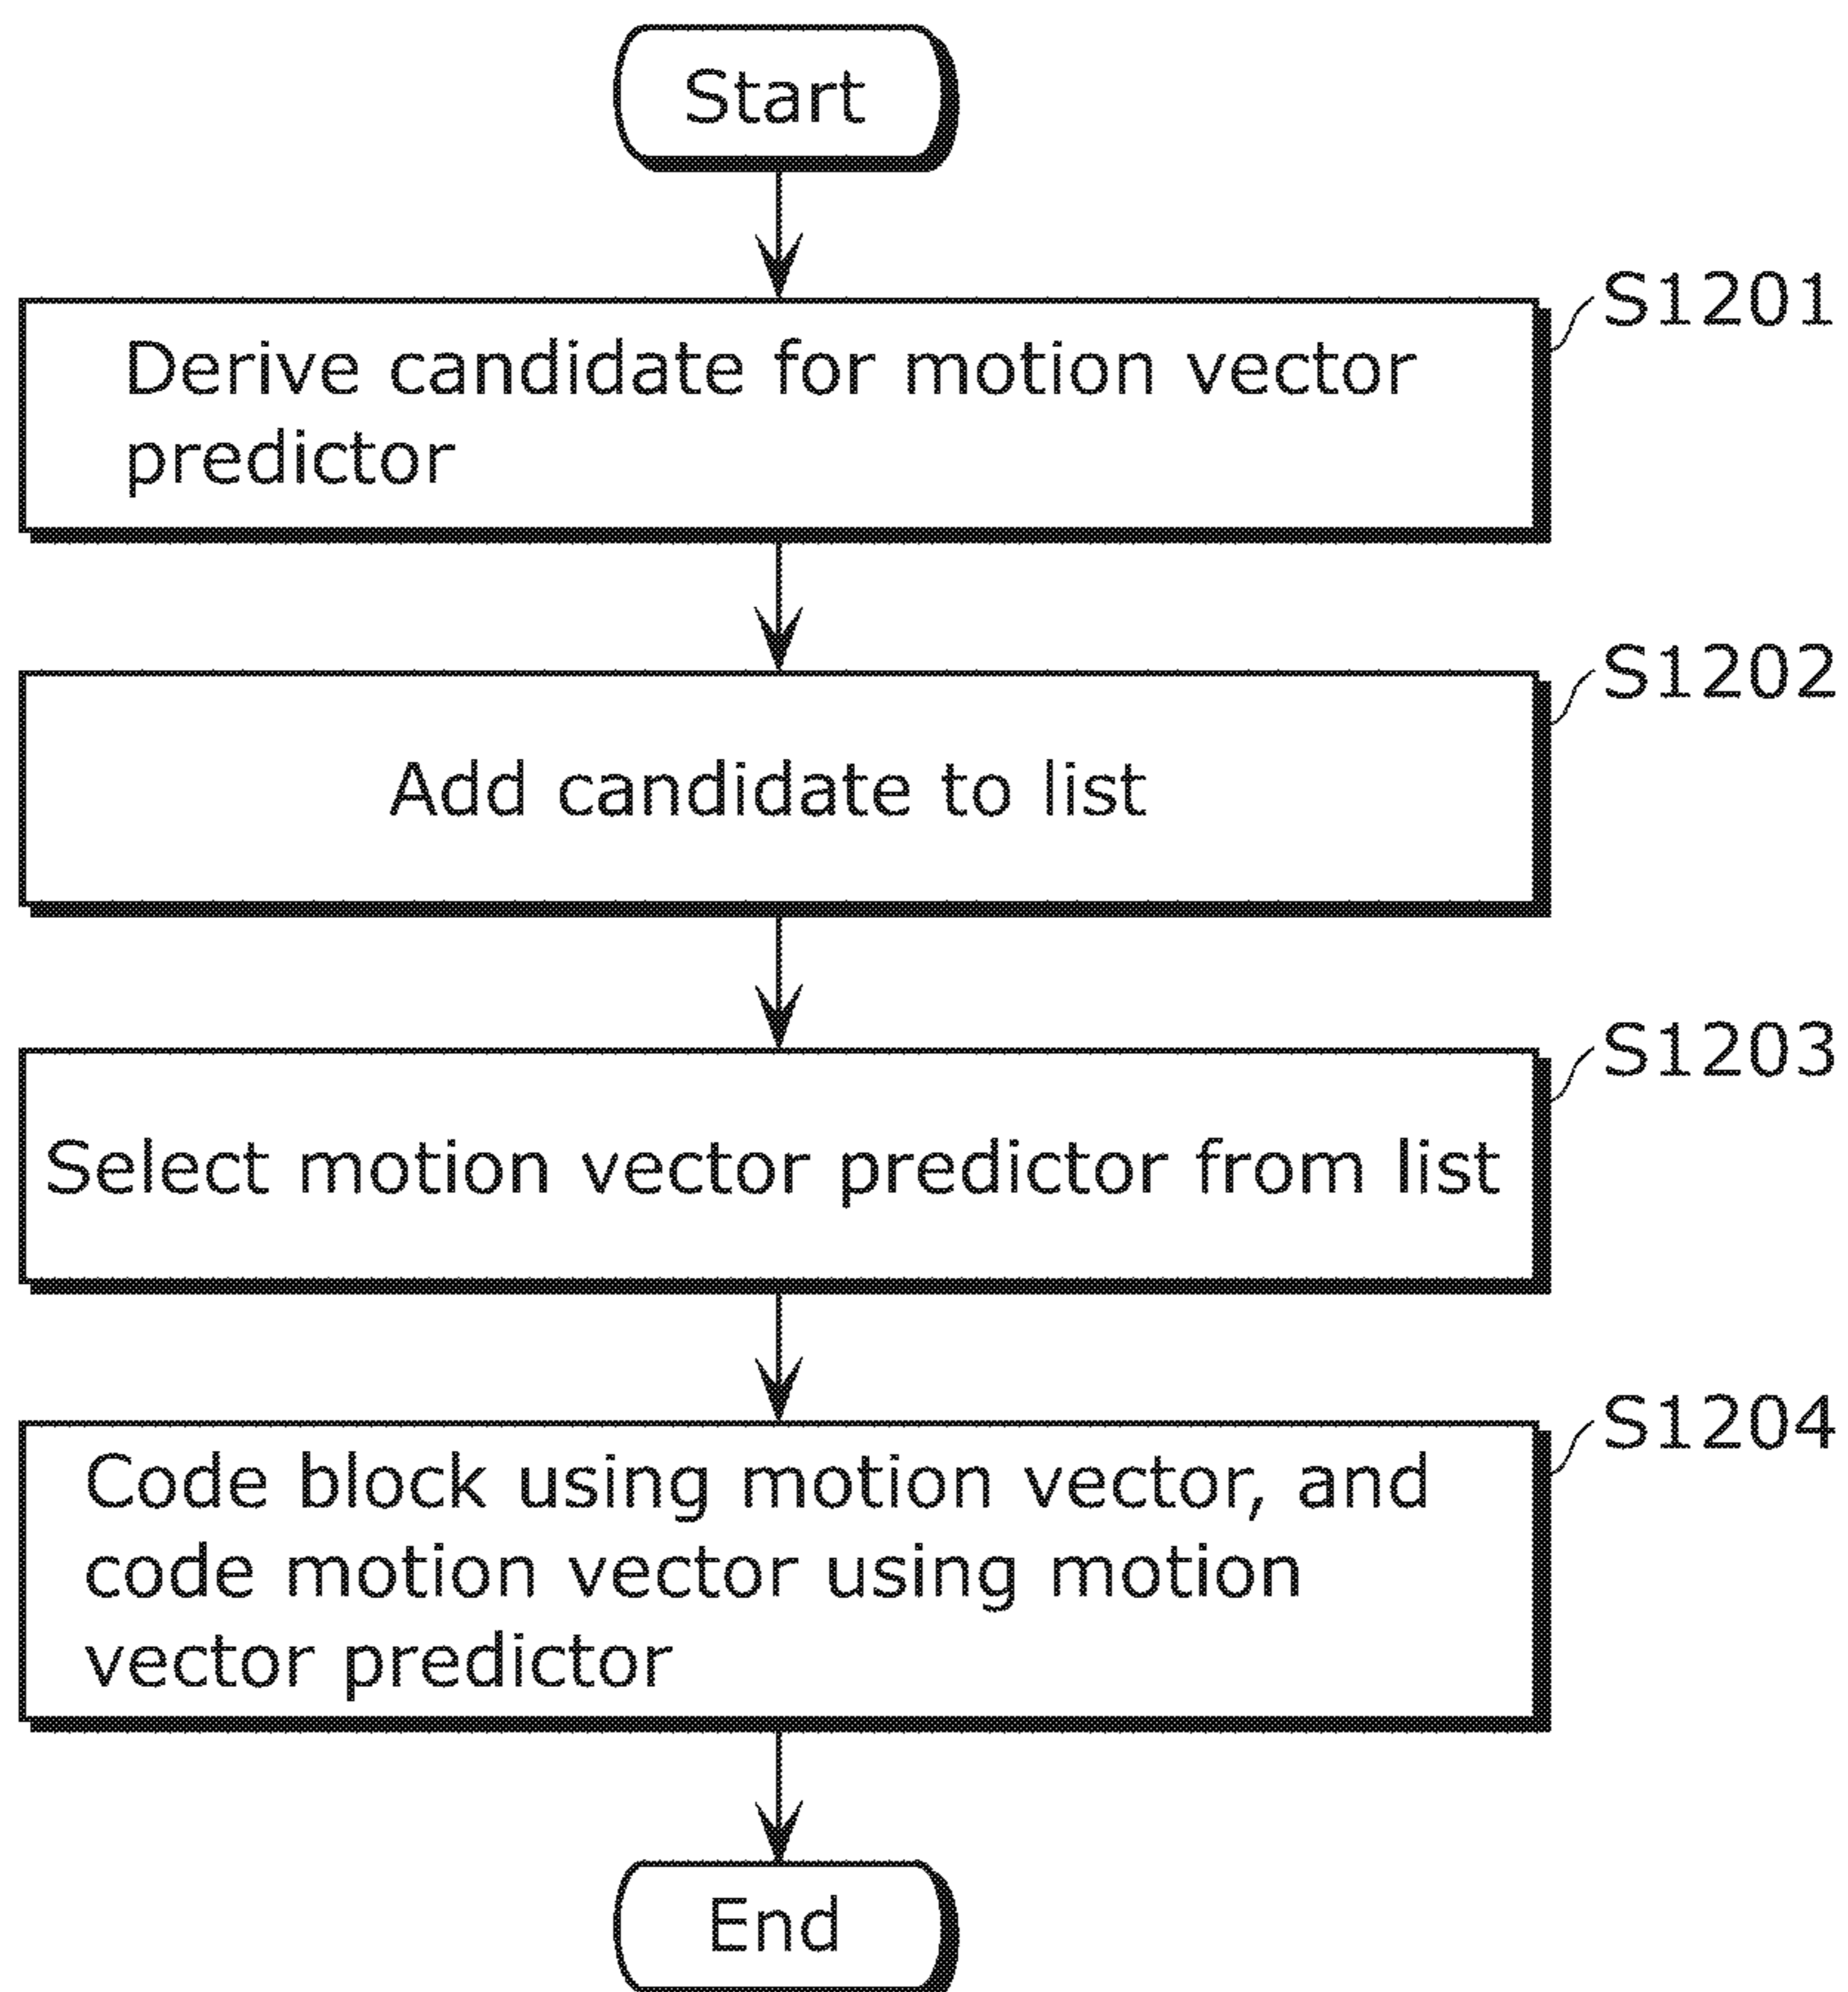 Start
S1201
Derive candidate for motion vector
predictor
S1202
Add candidate to list
S1203
Select motion vector predictor from list
S1204
Code block using motion vector, and
code motion vector using motion
vector predictor
End